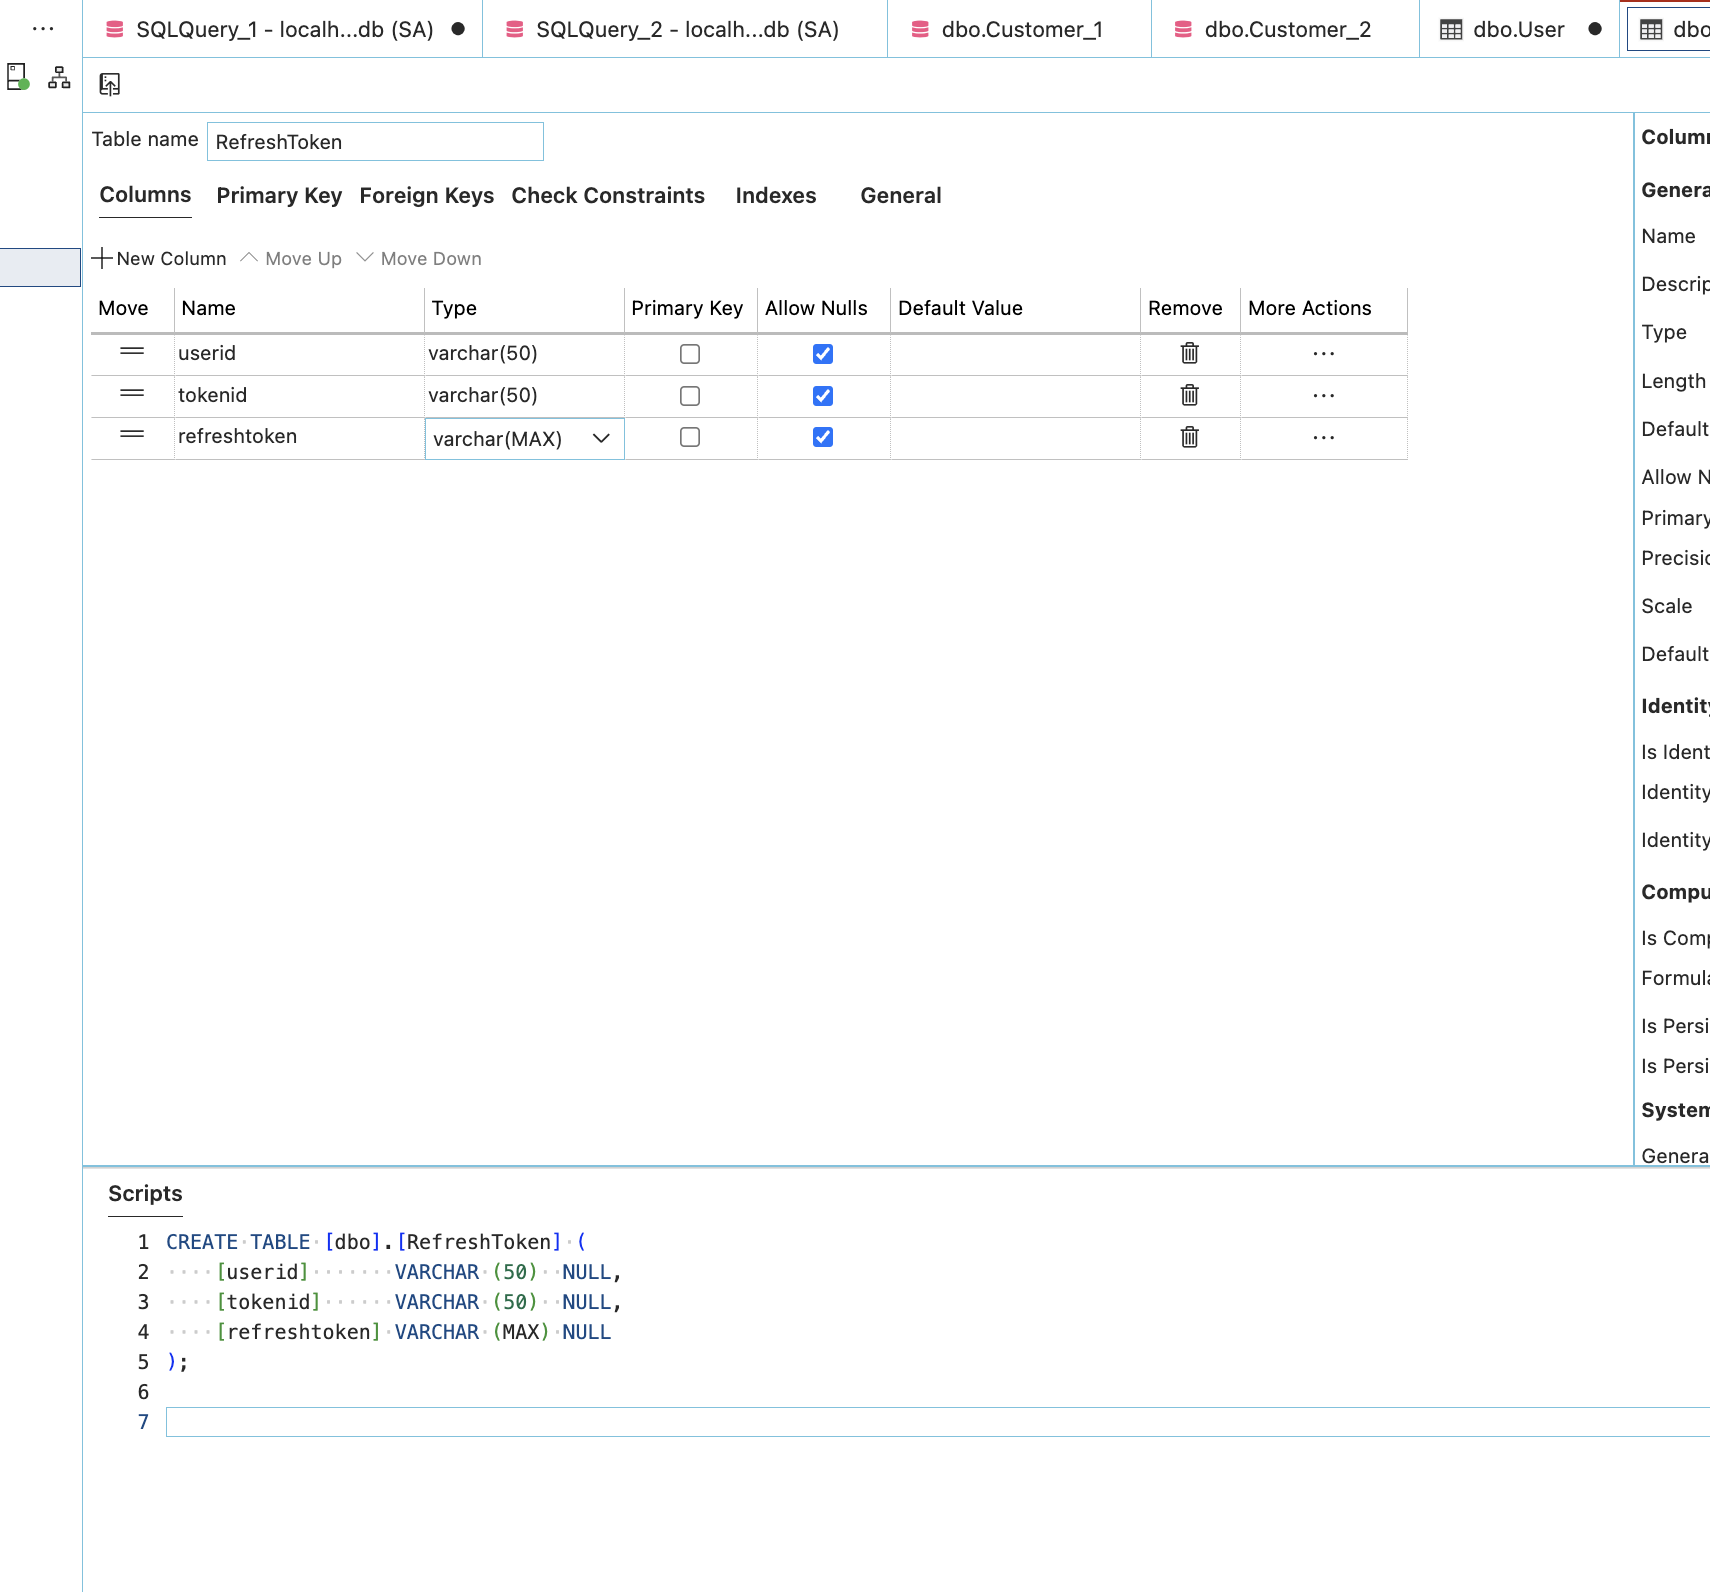 SQLQuery_1 - localh...db (SA)
SQLQuery_2 - localh...db (SA)
dbo.Customer_1
dbo.Customer_2
dbo.User
dbo
Table name RefreshToken
Columns Primary Key Foreign Keys Check Constraints Indexes General
New Column Move Up Move Down
Move Name Type Primary Key Allow Nulls Default Value Remove More Actions
userid varchar(50)
tokenid varchar(50)
refreshtoken varchar(MAX)
Column
Genera
Name
Descrip
Type
Length
Default
Allow N
Primary
Precisio
Scale
Default
Identity
Is Ident
Identity
Identity
Compu
Is Comp
Formula
Is Persi
Is Persi
System
Genera
Scripts
1 CREATE TABLE [dbo].[RefreshToken] (
2 [userid] VARCHAR (50) NULL,
3 [tokenid] VARCHAR (50) NULL,
4 [refreshtoken] VARCHAR (MAX) NULL
5 );
6
7